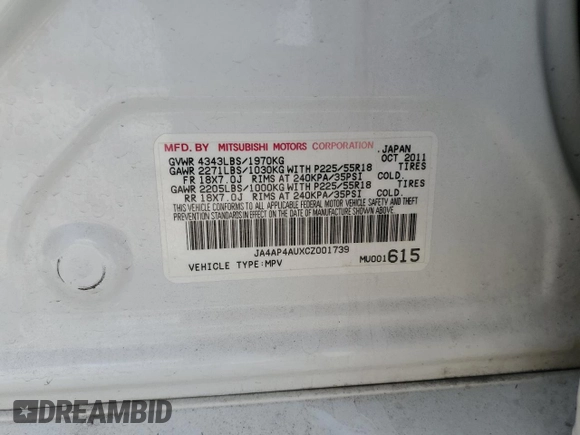 MFD. BY MITSUBISHI MOTORS CORPORATION. JAPAN
GVWR 4343LBS/1970KG OCT 2011
GAWR 2271LBS/1030KG WITH P225/55R18 TIRES
FR 18X7.0J RIMS AT 240KPA/35PSI COLD.
GAWR 2205LBS/1000KG WITH P225/55R18 TIRES
RR 18X7.0J RIMS AT 240KPA/35PSI COLD.
THIS VEHICLE CONFORMS TO ALL APPLICABLE FEDERAL MOTOR VEHICLE SAFETY AND THEFT
PREVENTION STANDARDS IN EFFECT ON THE DATE OF MANUFACTURE SHOWN ABOVE.
JA4AP4AUXCZ001739
VEHICLE TYPE:MPV MU001615
DREAMBID